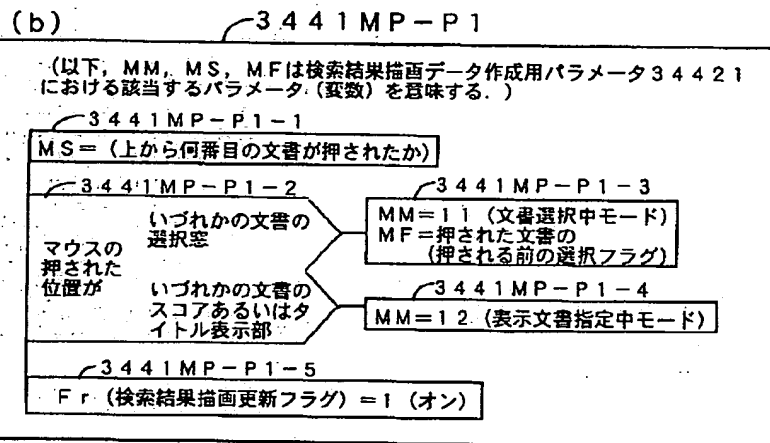 (b) 3441MP-P1
(以下,MM,MS,MFは検索結果描画データ作成用パラメータ34421
における該当するパラメータ(変数)を意味する.)
3441MP-P1-1
MS=(上から何番目の文書が押されたか)
3441MP-P1-2
マウスの
押された
位置が
いづれかの文書の
選択窓
3441MP-P1-3
MM=11(文書選択中モード)
MF=押された文書の
(押される前の選択フラグ)
いづれかの文書の
スコアあるいはタ
イトル表示部
3441MP-P1-4
MM=12(表示文書指定中モード)
3441MP-P1-5
Fr(検索結果描画更新フラグ)=1(オン)